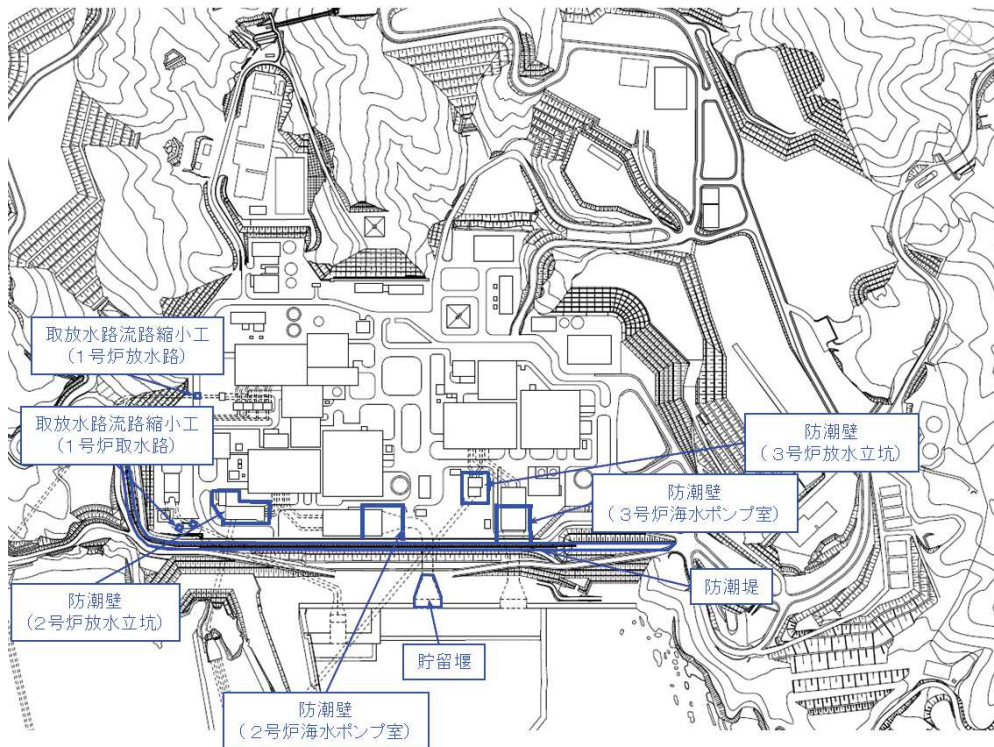 取放水路流路縮小工
(1号炉放水路)
取放水路流路縮小工
(1号炉取水路)
防潮壁
(3号炉放水立坑)
防潮壁
(3号炉海水ポンプ室)
防潮堤
防潮壁
(2号炉放水立坑)
貯留堰
防潮壁
(2号炉海水ポンプ室)